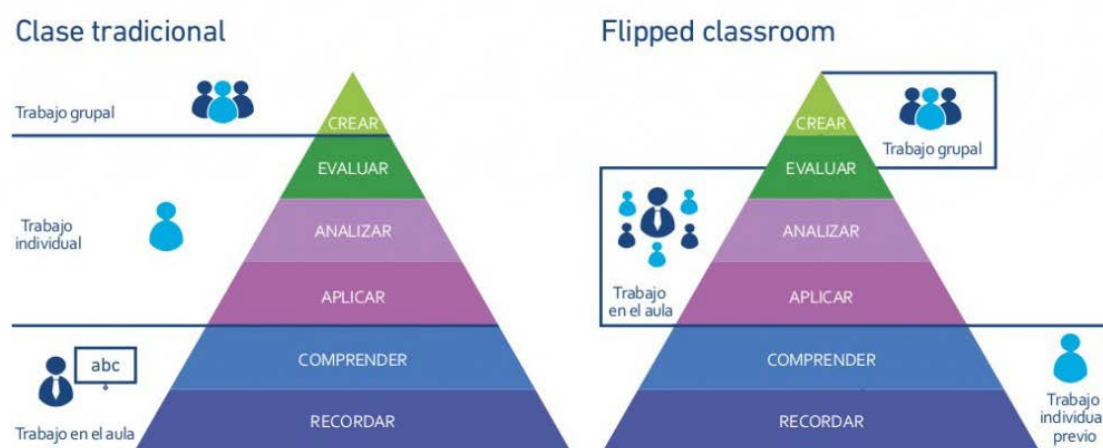 Clase tradicional
Trabajo grupal
Trabajo
individual
abc
Trabajo en el aula
CREAR
EVALUAR
ANALIZAR
APLICAR
COMPRENDER
RECORDAR
Flipped classroom
CREAR
EVALUAR
ANALIZAR
APLICAR
COMPRENDER
RECORDAR
Trabajo grupal
Trabajo
en el aula
Trabajo
individua
previo